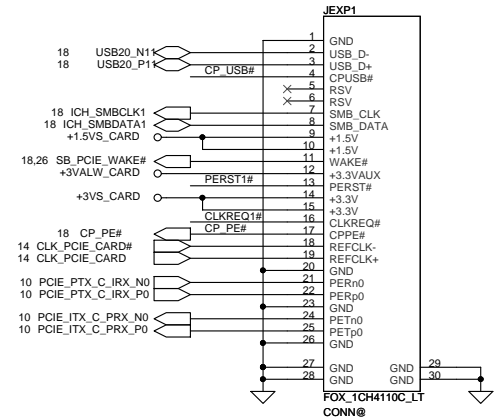 JEXP1
1 GND
18 USB20_N11 2 USB_D-
18 USB20_P11 3 USB_D+
CP_USB# 4 CPUSB#
5 RSV
6 RSV
18 ICH_SMBCLK1 7 SMB_CLK
18 ICH_SMBDATA1 8 SMB_DATA
+1.5VS_CARD 9 +1.5V
10 +1.5V
18,26 SB_PCIE_WAKE# 11 WAKE#
+3VALW_CARD 12 +3.3VAUX
PERST1# 13 PERST#
+3VS_CARD 14 +3.3V
15 +3.3V
CLKREQ1# 16 CLKREQ#
18 CP_PE# CP_PE# 17 CPPE#
14 CLK_PCIE_CARD# 18 REFCLK-
14 CLK_PCIE_CARD 19 REFCLK+
20 GND
10 PCIE_PTX_C_IRX_N0 21 PERn0
10 PCIE_PTX_C_IRX_P0 22 PERp0
23 GND
10 PCIE_ITX_C_PRX_N0 24 PETn0
10 PCIE_ITX_C_PRX_P0 25 PETp0
26 GND
27 GND GND 29
28 GND GND 30
FOX_1CH4110C_LT
CONN@